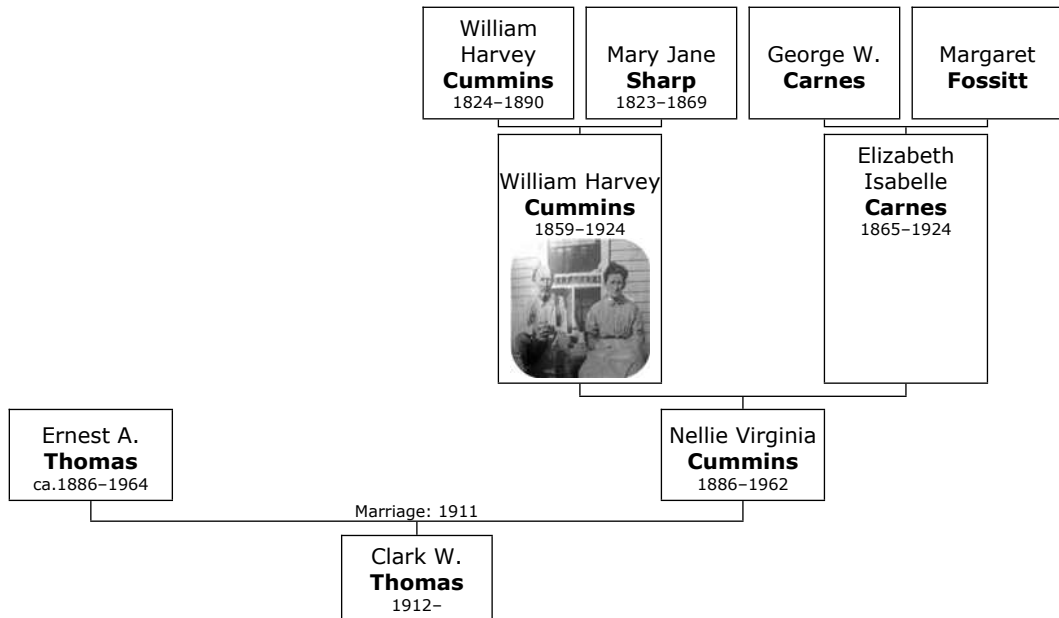 William
Harvey
Cummins
1824–1890
Mary Jane
Sharp
1823–1869
George W.
Carnes
Margaret
Fossitt
William Harvey
Cummins
1859–1924
Elizabeth
Isabelle
Carnes
1865–1924
Ernest A.
Thomas
ca.1886–1964
Nellie Virginia
Cummins
1886–1962
Marriage: 1911
Clark W.
Thomas
1912–